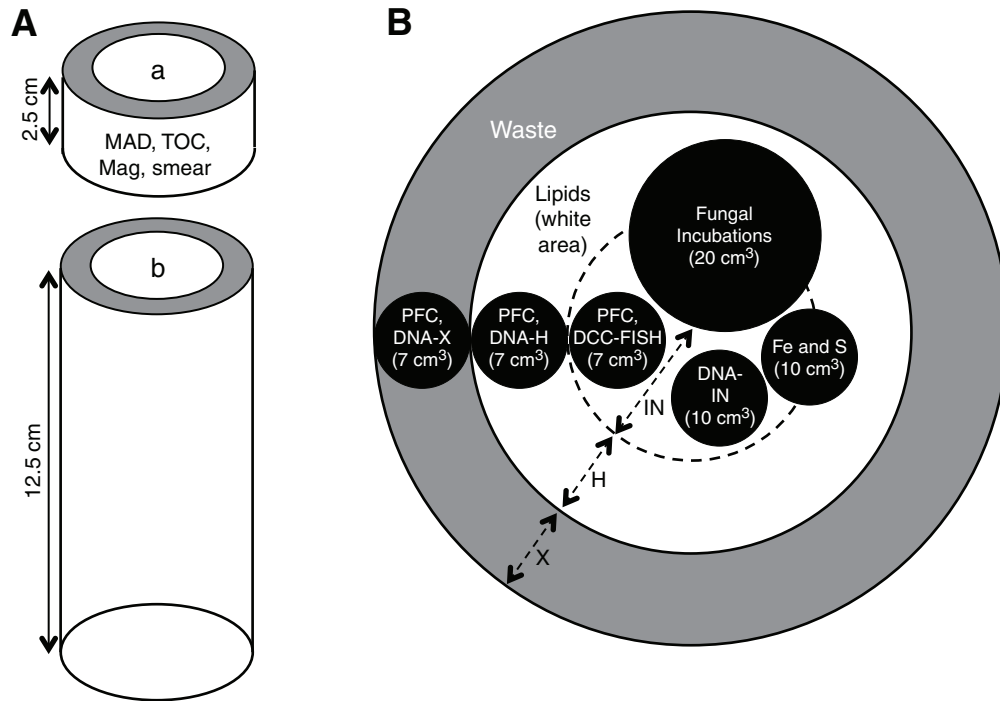 A
a
2.5 cm
MAD, TOC,
Mag, smear
b
12.5 cm
B
Waste
Lipids
(white
area)
Fungal
Incubations
(20 cm³)
PFC,
DNA-X
(7 cm³)
PFC,
DNA-H
(7 cm³)
PFC,
DCC-FISH
(7 cm³)
Fe and S
(10 cm³)
DNA-
IN
(10 cm³)
IN
H
X